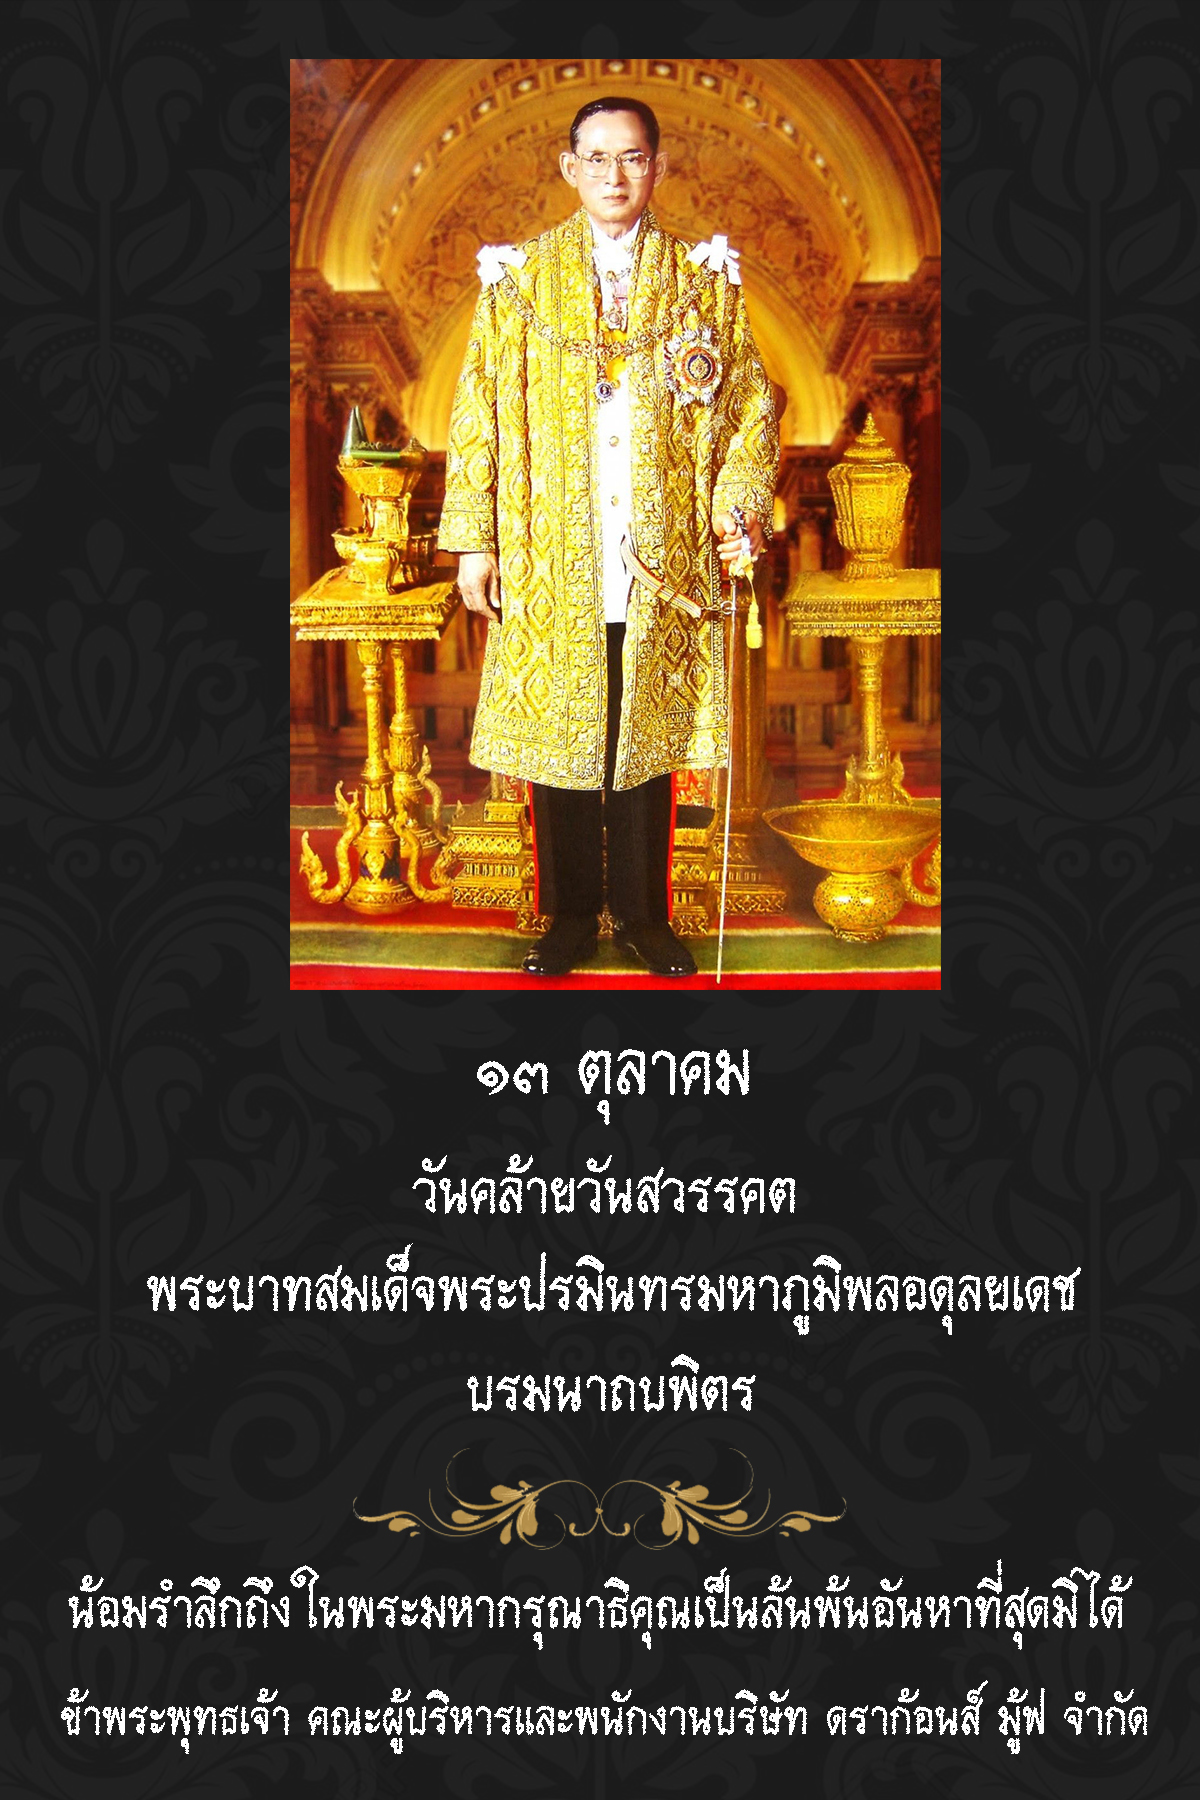 ๑๓ ตุลาคม
วันคล้ายวันสวรรคต
พระบาทสมเด็จพระปรมินทรมหาภูมิพลอดุลยเดช
บรมนาถบพิตร
น้อมรำลึกถึงในพระมหากรุณาธิคุณเป็นล้นพ้นอันหาที่สุดมิได้
ข้าพระพุทธเจ้า คณะผู้บริหารและพนักงานบริษัท ดราก้อนส์ มู้ฟ จำกัด